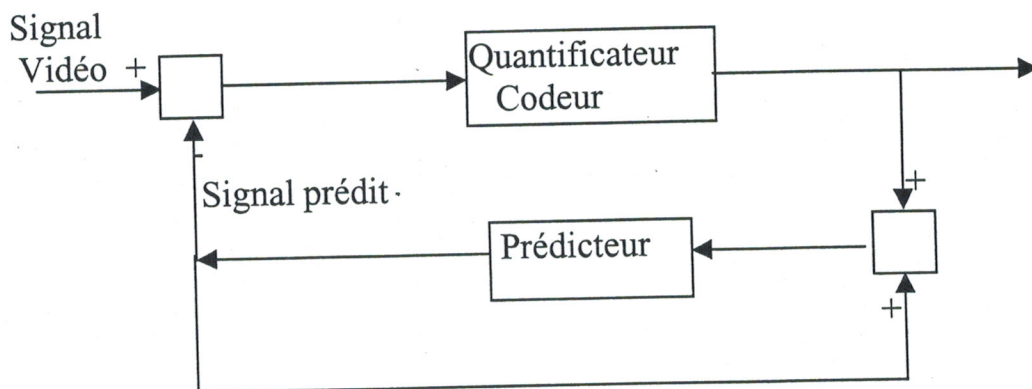 Signal
Vidéo +
Quantificateur
Codeur
-
Signal prédit
+
Prédicteur
+